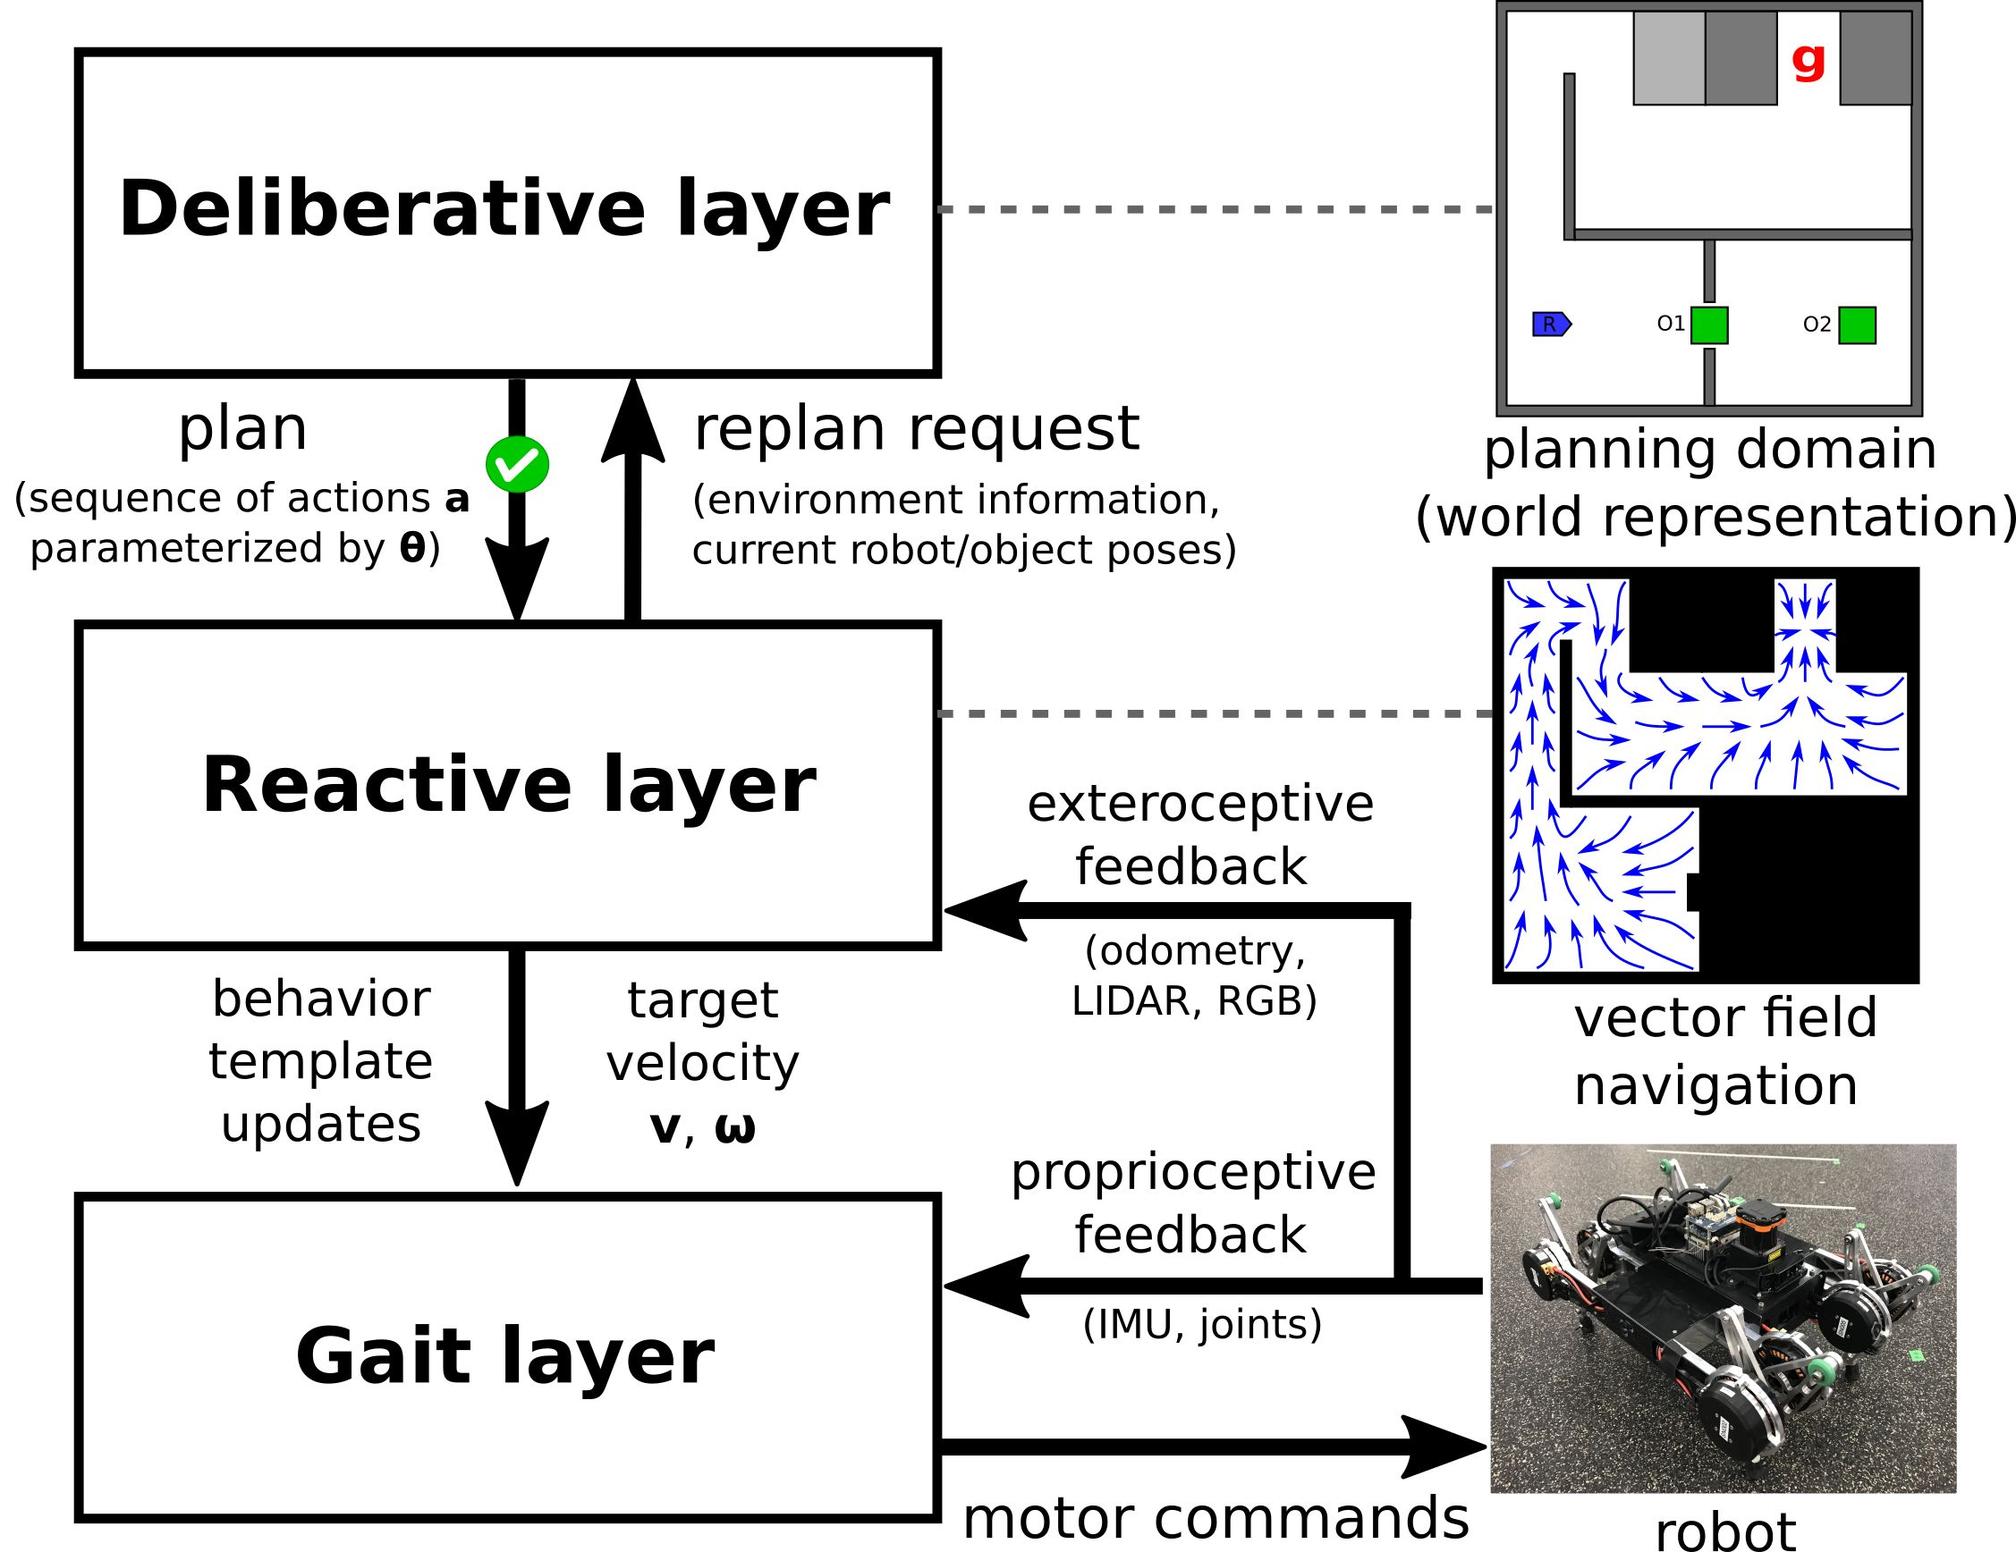 Deliberative layer
g
R
O1
O2
plan
(sequence of actions a
parameterized by θ)
replan request
(environment information,
current robot/object poses)
planning domain
(world representation)
Reactive layer
exteroceptive
feedback
(odometry,
LIDAR, RGB)
vector field
navigation
behavior
template
updates
target
velocity
v, ω
proprioceptive
feedback
(IMU, joints)
Gait layer
motor commands
robot